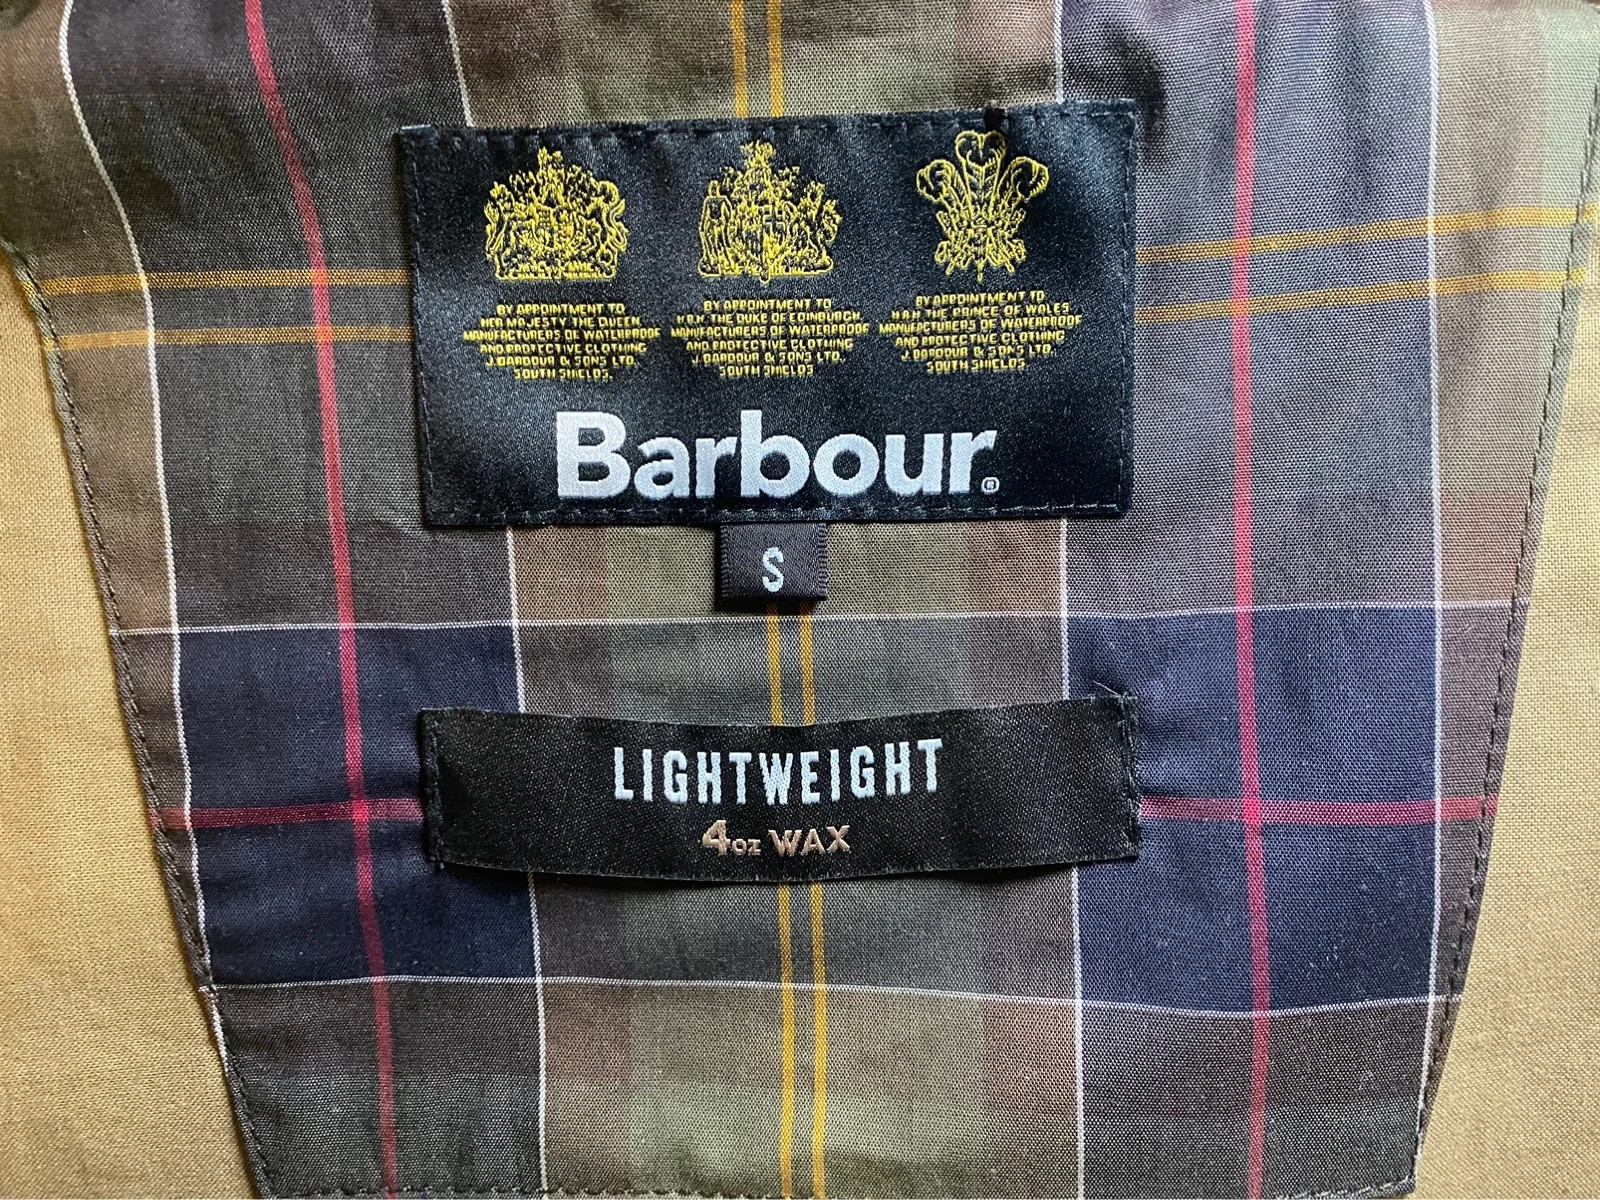 BY APPOINTMENT TO
HER MAJESTY THE QUEEN
MANUFACTURERS OF WATERPROOF
AND PROTECTIVE CLOTHING
J. BARBOUR & SONS LTD.
SOUTH SHIELDS.
BY APPOINTMENT TO
H.R.H. THE DUKE OF EDINBURGH
MANUFACTURERS OF WATERPROOF
AND PROTECTIVE CLOTHING
J. BARBOUR & SONS LTD.
SOUTH SHIELDS
BY APPOINTMENT TO
H.R.H. THE PRINCE OF WALES
MANUFACTURERS OF WATERPROOF
AND PROTECTIVE CLOTHING
J. BARBOUR & SONS LTD.
SOUTH SHIELDS.
Barbour.®
S
LIGHTWEIGHT
4oz WAX